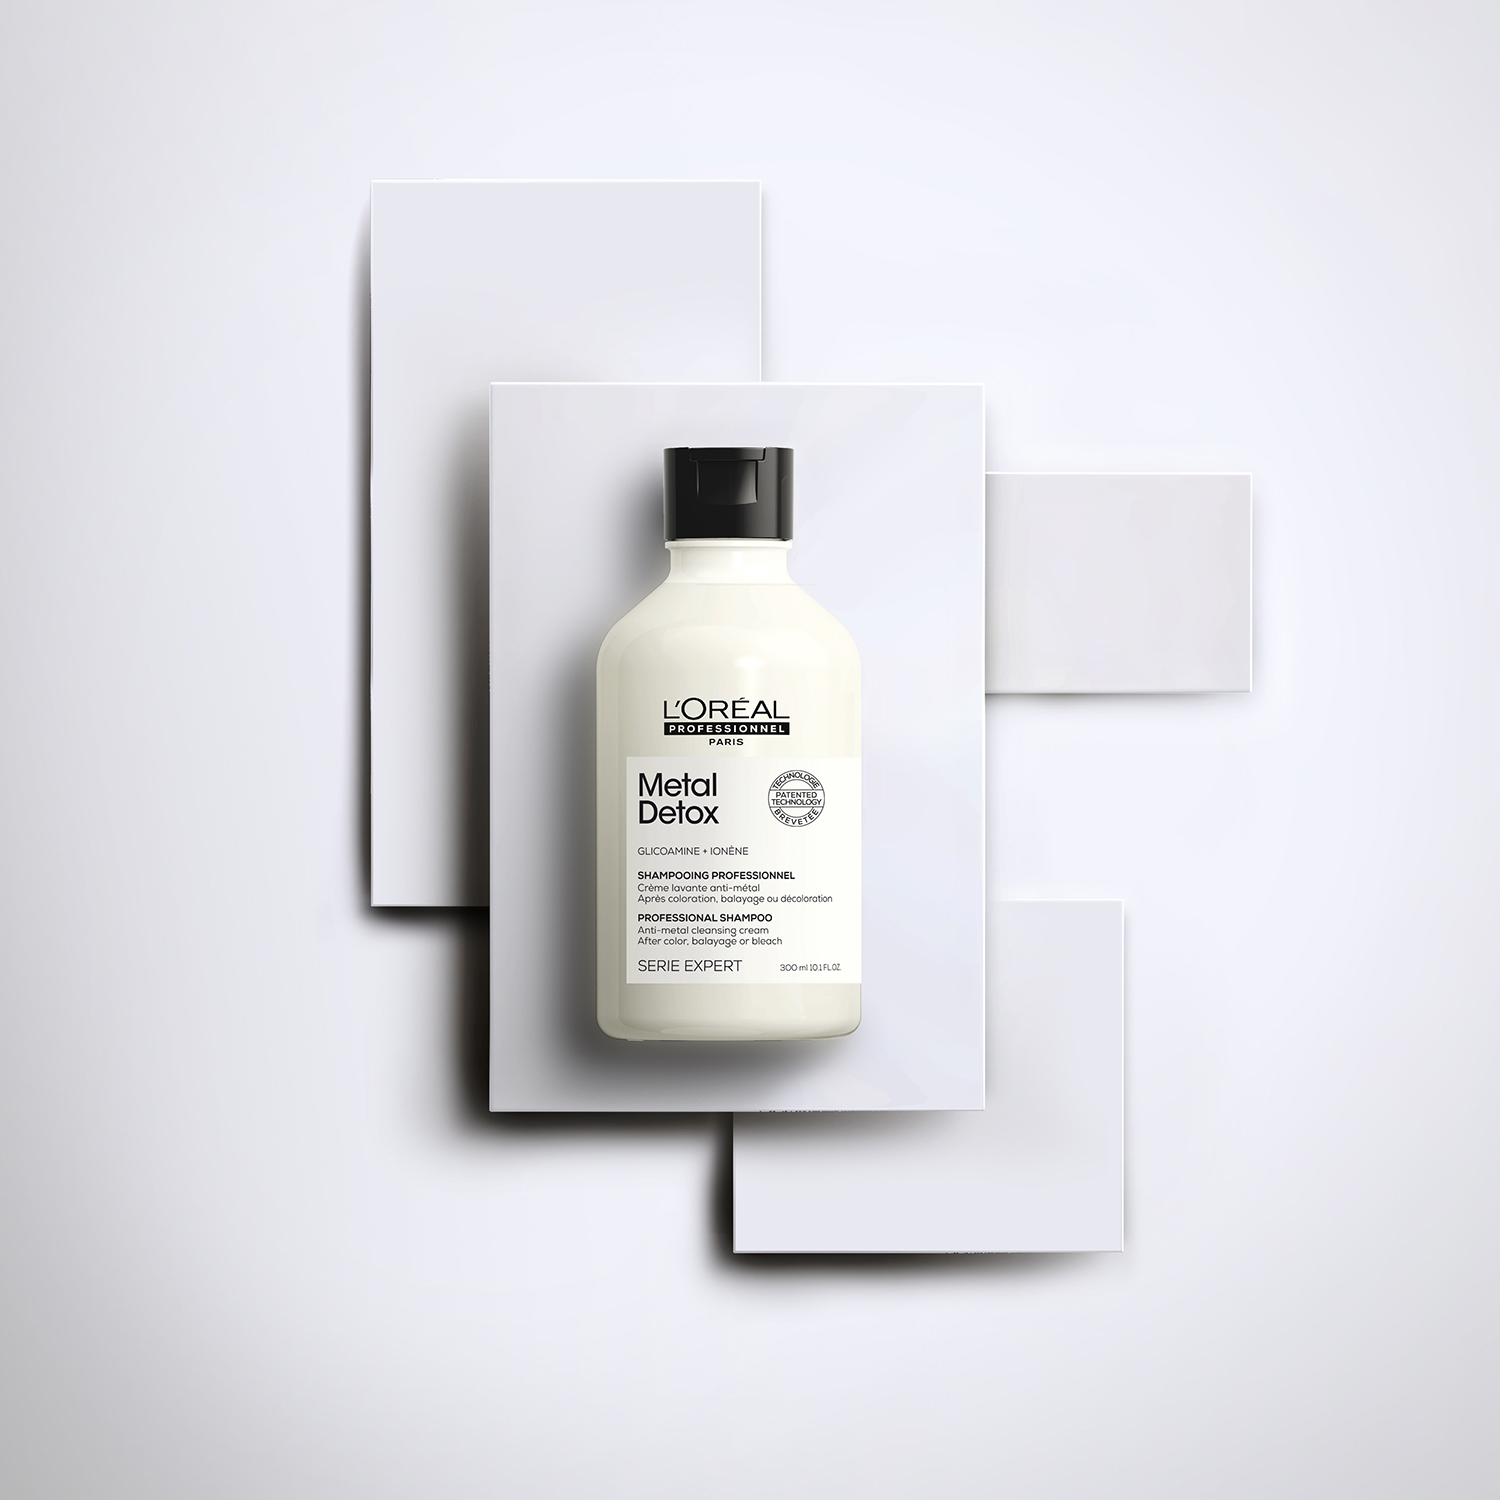 L'ORÉAL
PROFESSIONNEL
PARIS
Metal
Detox
TECHNOLOGIE
PATENTED
TECHNOLOGY
BREVETÉE
GLICOAMINE + IONÈNE
SHAMPOOING PROFESSIONNEL
Crème lavante anti-métal
Après coloration, balayage ou décoloration
PROFESSIONAL SHAMPOO
Anti-metal cleansing cream
After color, balayage or bleach
SERIE EXPERT
300 ml 10.1 FL.OZ.